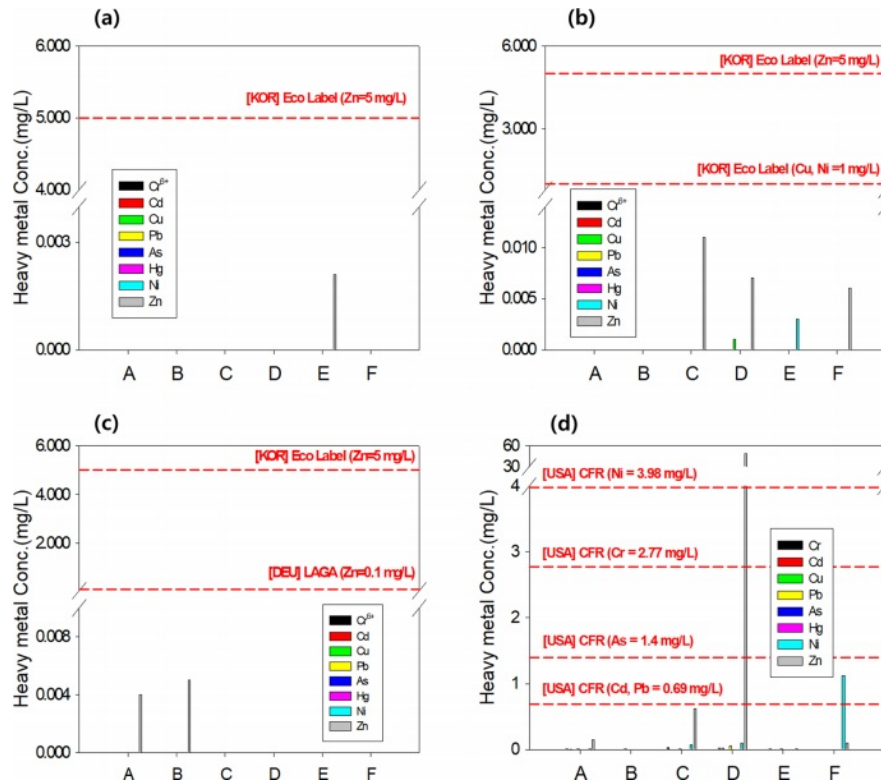 (a)
Heavy metal Conc.(mg/L)
6.000
5.000
4.000
0.003
0.000
[KOR] Eco Label (Zn=5 mg/L)
Cr6+
Cd
Cu
Pb
As
Hg
Ni
Zn
A B C D E F
(b)
Heavy metal Conc.(mg/L)
6.000
3.000
0.010
0.005
0.000
[KOR] Eco Label (Zn=5 mg/L)
[KOR] Eco Label (Cu, Ni =1 mg/L)
Cr6+
Cd
Cu
Pb
As
Hg
Ni
Zn
A B C D E F
(c)
Heavy metal Conc.(mg/L)
6.000
4.000
2.000
0.008
0.004
0.000
[KOR] Eco Label (Zn=5 mg/L)
[DEU] LAGA (Zn=0.1 mg/L)
Cr6+
Cd
Cu
Pb
As
Hg
Ni
Zn
A B C D E F
(d)
Heavy metal Conc.(mg/L)
60
30
4
3
2
1
0
[USA] CFR (Ni = 3.98 mg/L)
[USA] CFR (Cr = 2.77 mg/L)
[USA] CFR (As = 1.4 mg/L)
[USA] CFR (Cd, Pb = 0.69 mg/L)
Cr
Cd
Cu
Pb
As
Hg
Ni
Zn
A B C D E F